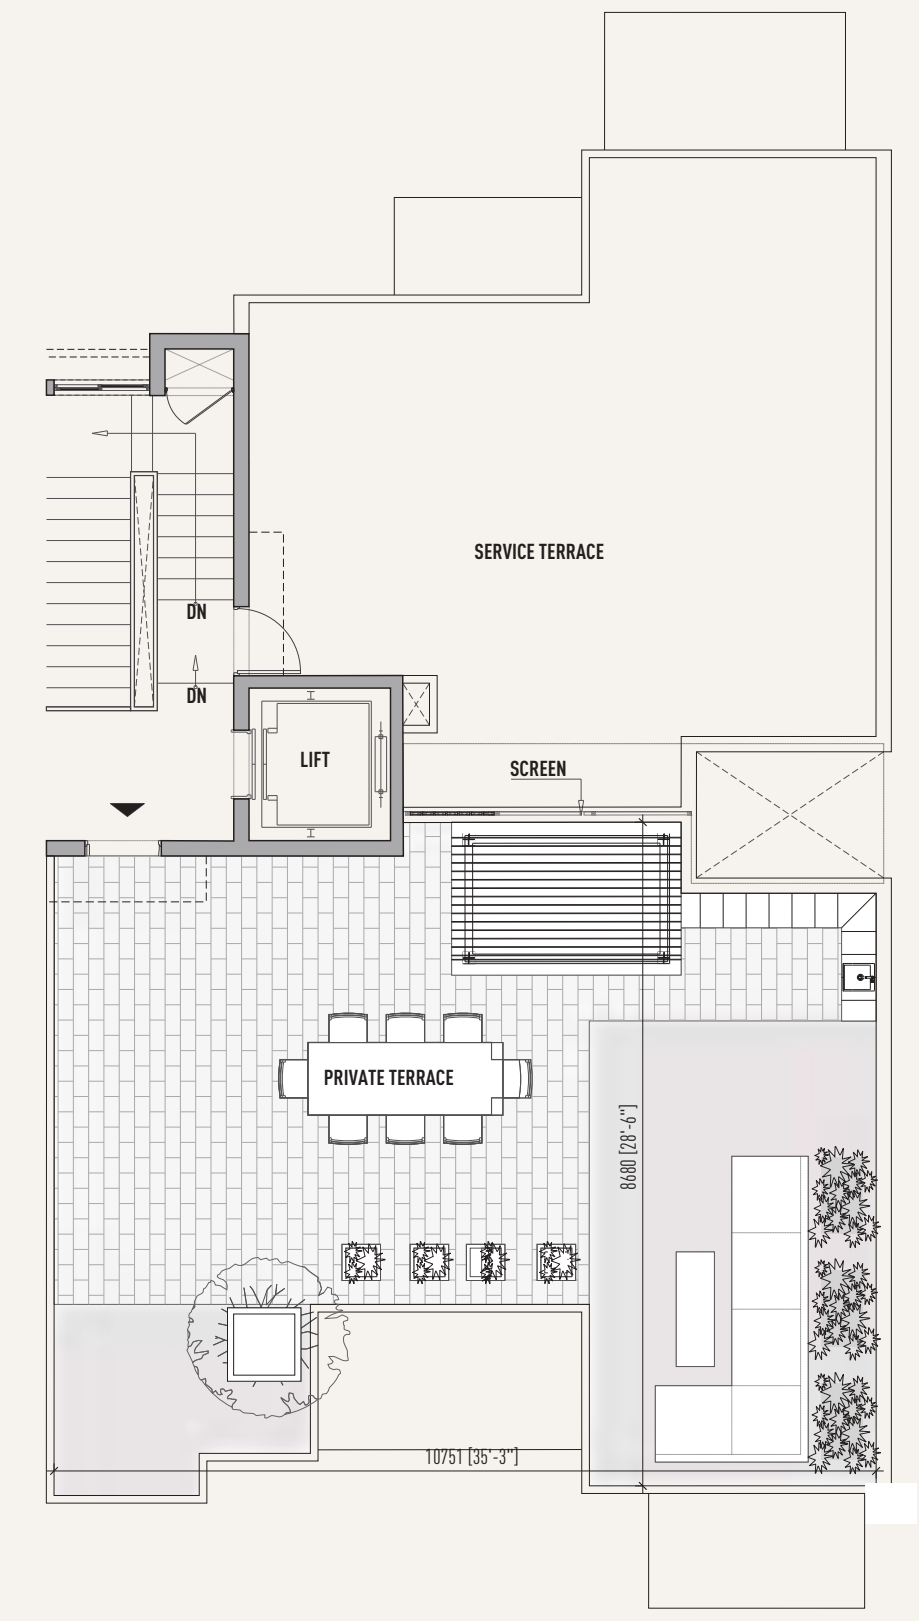 SERVICE TERRACE
DN
DN
LIFT
SCREEN
PRIVATE TERRACE
8680 [28'-6"]
10751 [35'-3"]